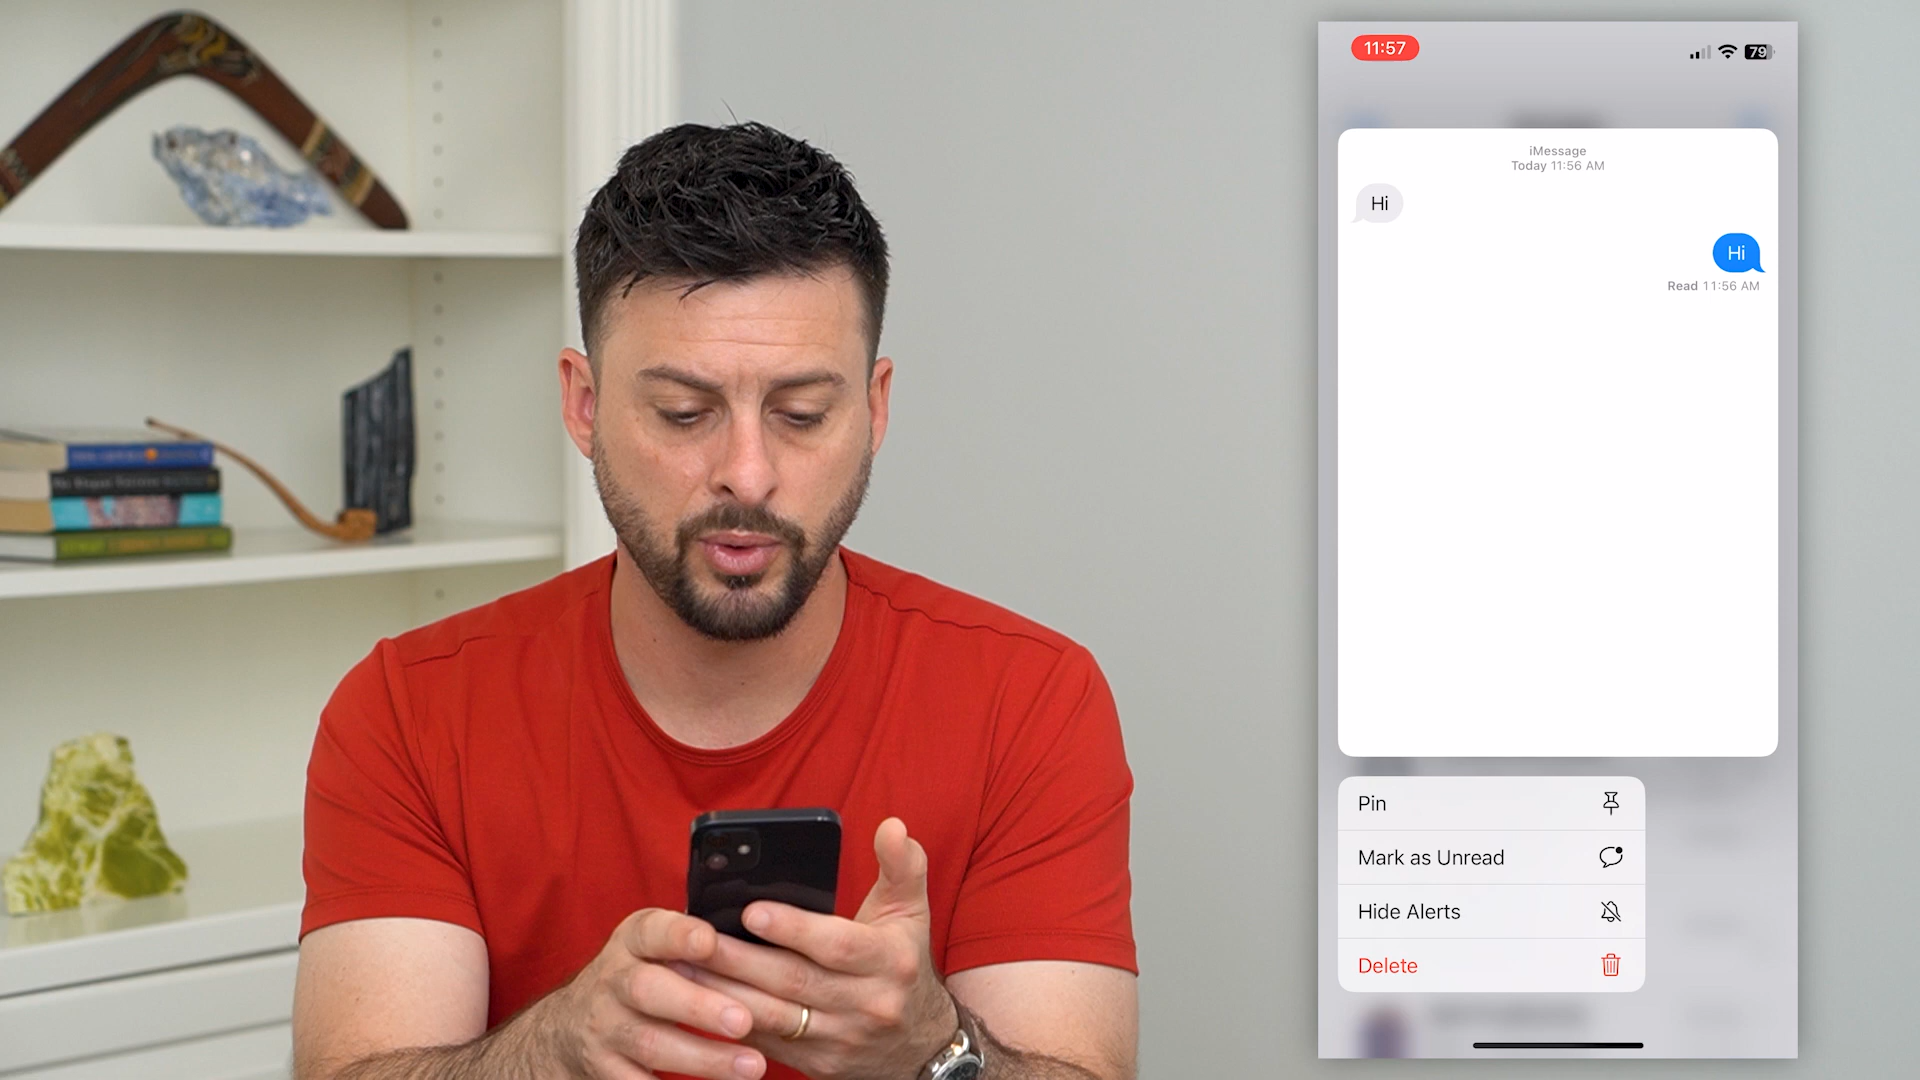 11:57
79
iMessage
Today 11:56 AM
Hi
Hi
Read 11:56 AM
Pin
Mark as Unread
Hide Alerts
Delete